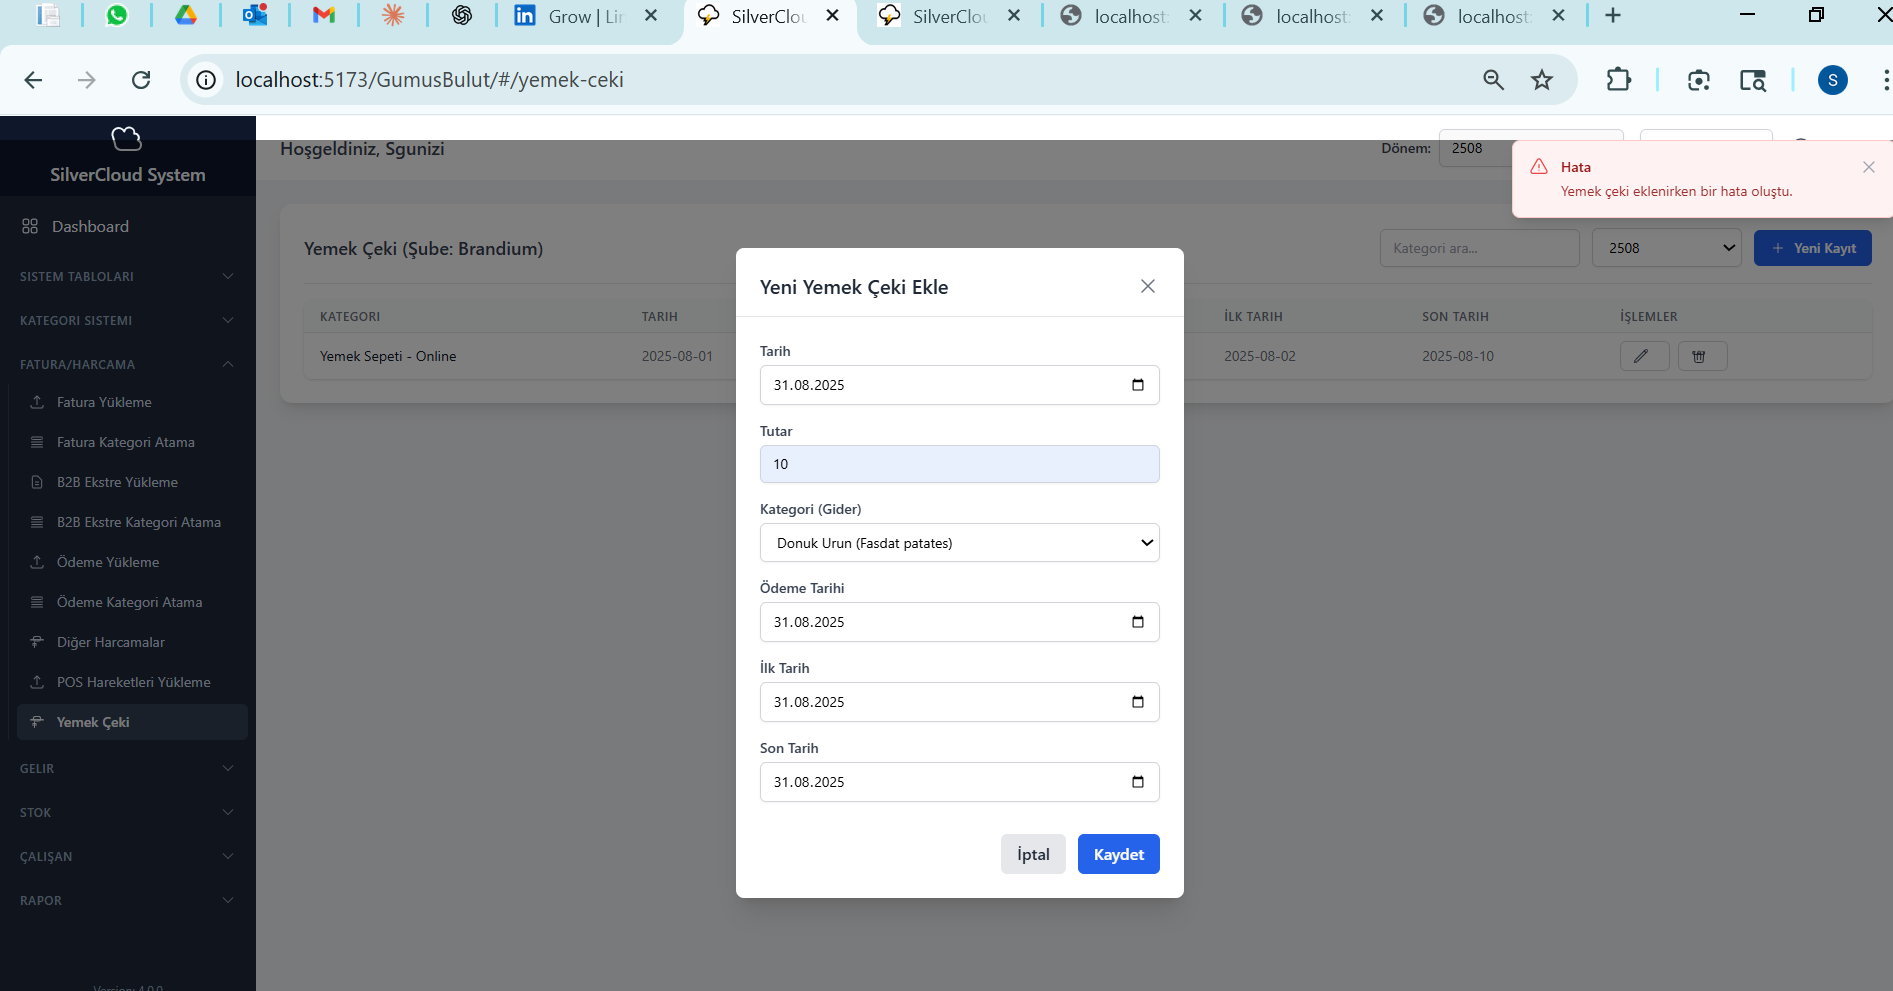 Grow | Lin
SilverClou
SilverClou
localhost:
localhost:
localhost:
localhost:5173/GumusBulut/#/yemek-ceki
S
SilverCloud System
Hoşgeldiniz, Sgunizi
Dönem:
2508
Hata
Yemek çeki eklenirken bir hata oluştu.
Dashboard
SISTEM TABLOLARI
KATEGORI SISTEMI
FATURA/HARCAMA
Fatura Yükleme
Fatura Kategori Atama
B2B Ekstre Yükleme
B2B Ekstre Kategori Atama
Ödeme Yükleme
Ödeme Kategori Atama
Diğer Harcamalar
POS Hareketleri Yükleme
Yemek Çeki
GELIR
STOK
ÇALIŞAN
RAPOR
Version: 4.0.0
Yemek Çeki (Şube: Brandium)
Kategori ara...
2508
Yeni Kayıt
KATEGORI
TARIH
İLK TARIH
SON TARIH
İŞLEMLER
Yemek Sepeti - Online
2025-08-01
2025-08-02
2025-08-10
Yeni Yemek Çeki Ekle
Tarih
31.08.2025
Tutar
10
Kategori (Gider)
Donuk Urun (Fasdat patates)
Ödeme Tarihi
31.08.2025
İlk Tarih
31.08.2025
Son Tarih
31.08.2025
İptal
Kaydet